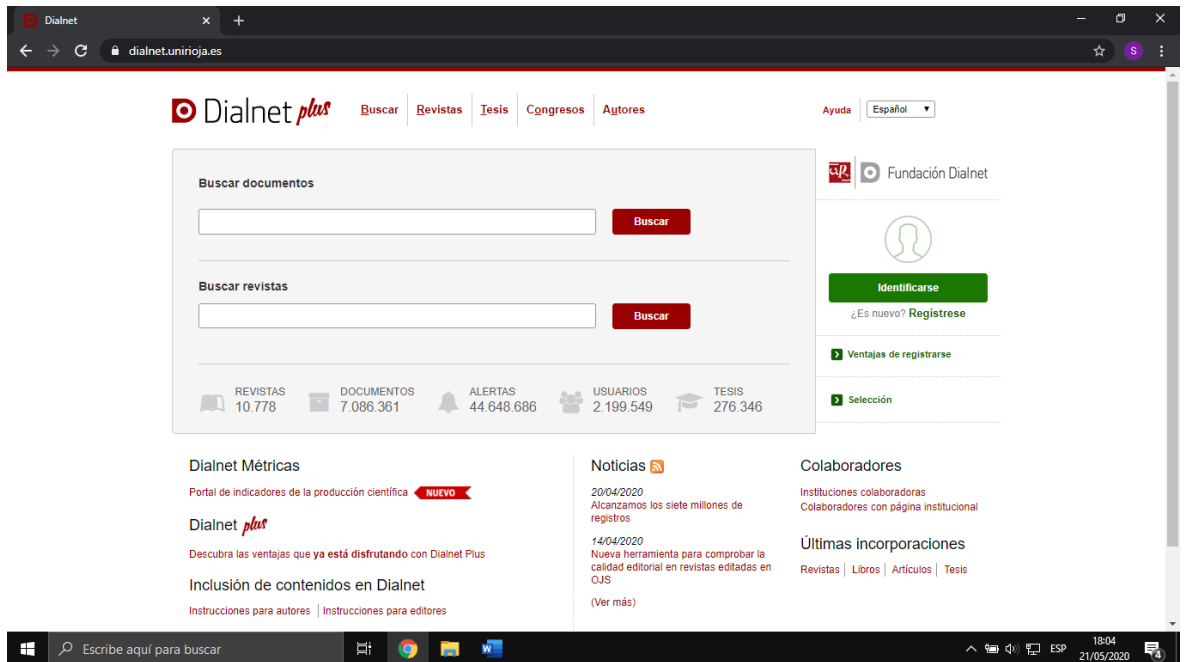 Dialnet
dialnet.unirioja.es
S
Dialnet plus
Buscar Revistas Tesis Congresos Autores
Ayuda Español
Buscar documentos
Buscar
Buscar revistas
Buscar
REVISTAS
10.778
DOCUMENTOS
7.086.361
ALERTAS
44.648.686
USUARIOS
2.199.549
TESIS
276.346
Fundación Dialnet
Identificarse
¿Es nuevo? Regístrese
Ventajas de registrarse
Selección
Dialnet Métricas
Portal de indicadores de la producción científica NUEVO
Dialnet plus
Descubra las ventajas que ya está disfrutando con Dialnet Plus
Inclusión de contenidos en Dialnet
Instrucciones para autores Instrucciones para editores
Noticias
20/04/2020
Alcanzamos los siete millones de
registros
14/04/2020
Nueva herramienta para comprobar la
calidad editorial en revistas editadas en
OJS
(Ver más)
Colaboradores
Instituciones colaboradoras
Colaboradores con página institucional
Últimas incorporaciones
Revistas Libros Artículos Tesis
Escribe aquí para buscar
ESP
18:04
21/05/2020
4